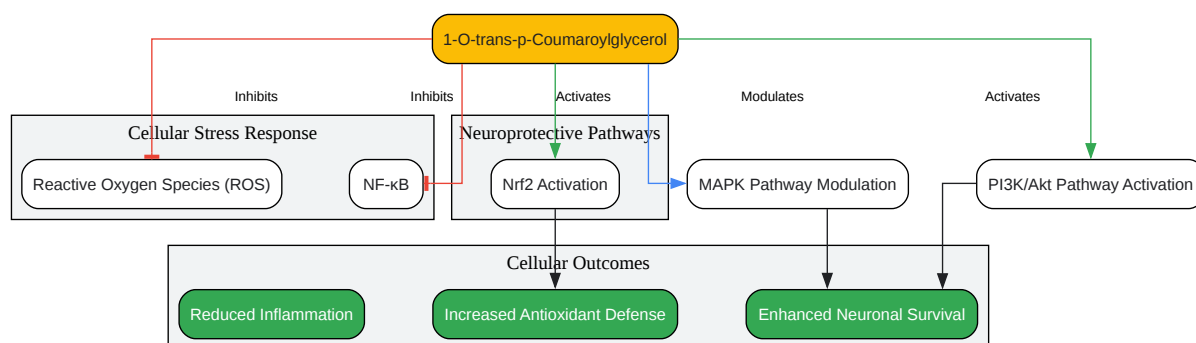 1-O-trans-p-Coumaroylglycerol
Inhibits
Inhibits
Activates
Modulates
Activates
Cellular Stress Response
Neuroprotective Pathways
Reactive Oxygen Species (ROS)
NF-κB
Nrf2 Activation
MAPK Pathway Modulation
PI3K/Akt Pathway Activation
Cellular Outcomes
Reduced Inflammation
Increased Antioxidant Defense
Enhanced Neuronal Survival